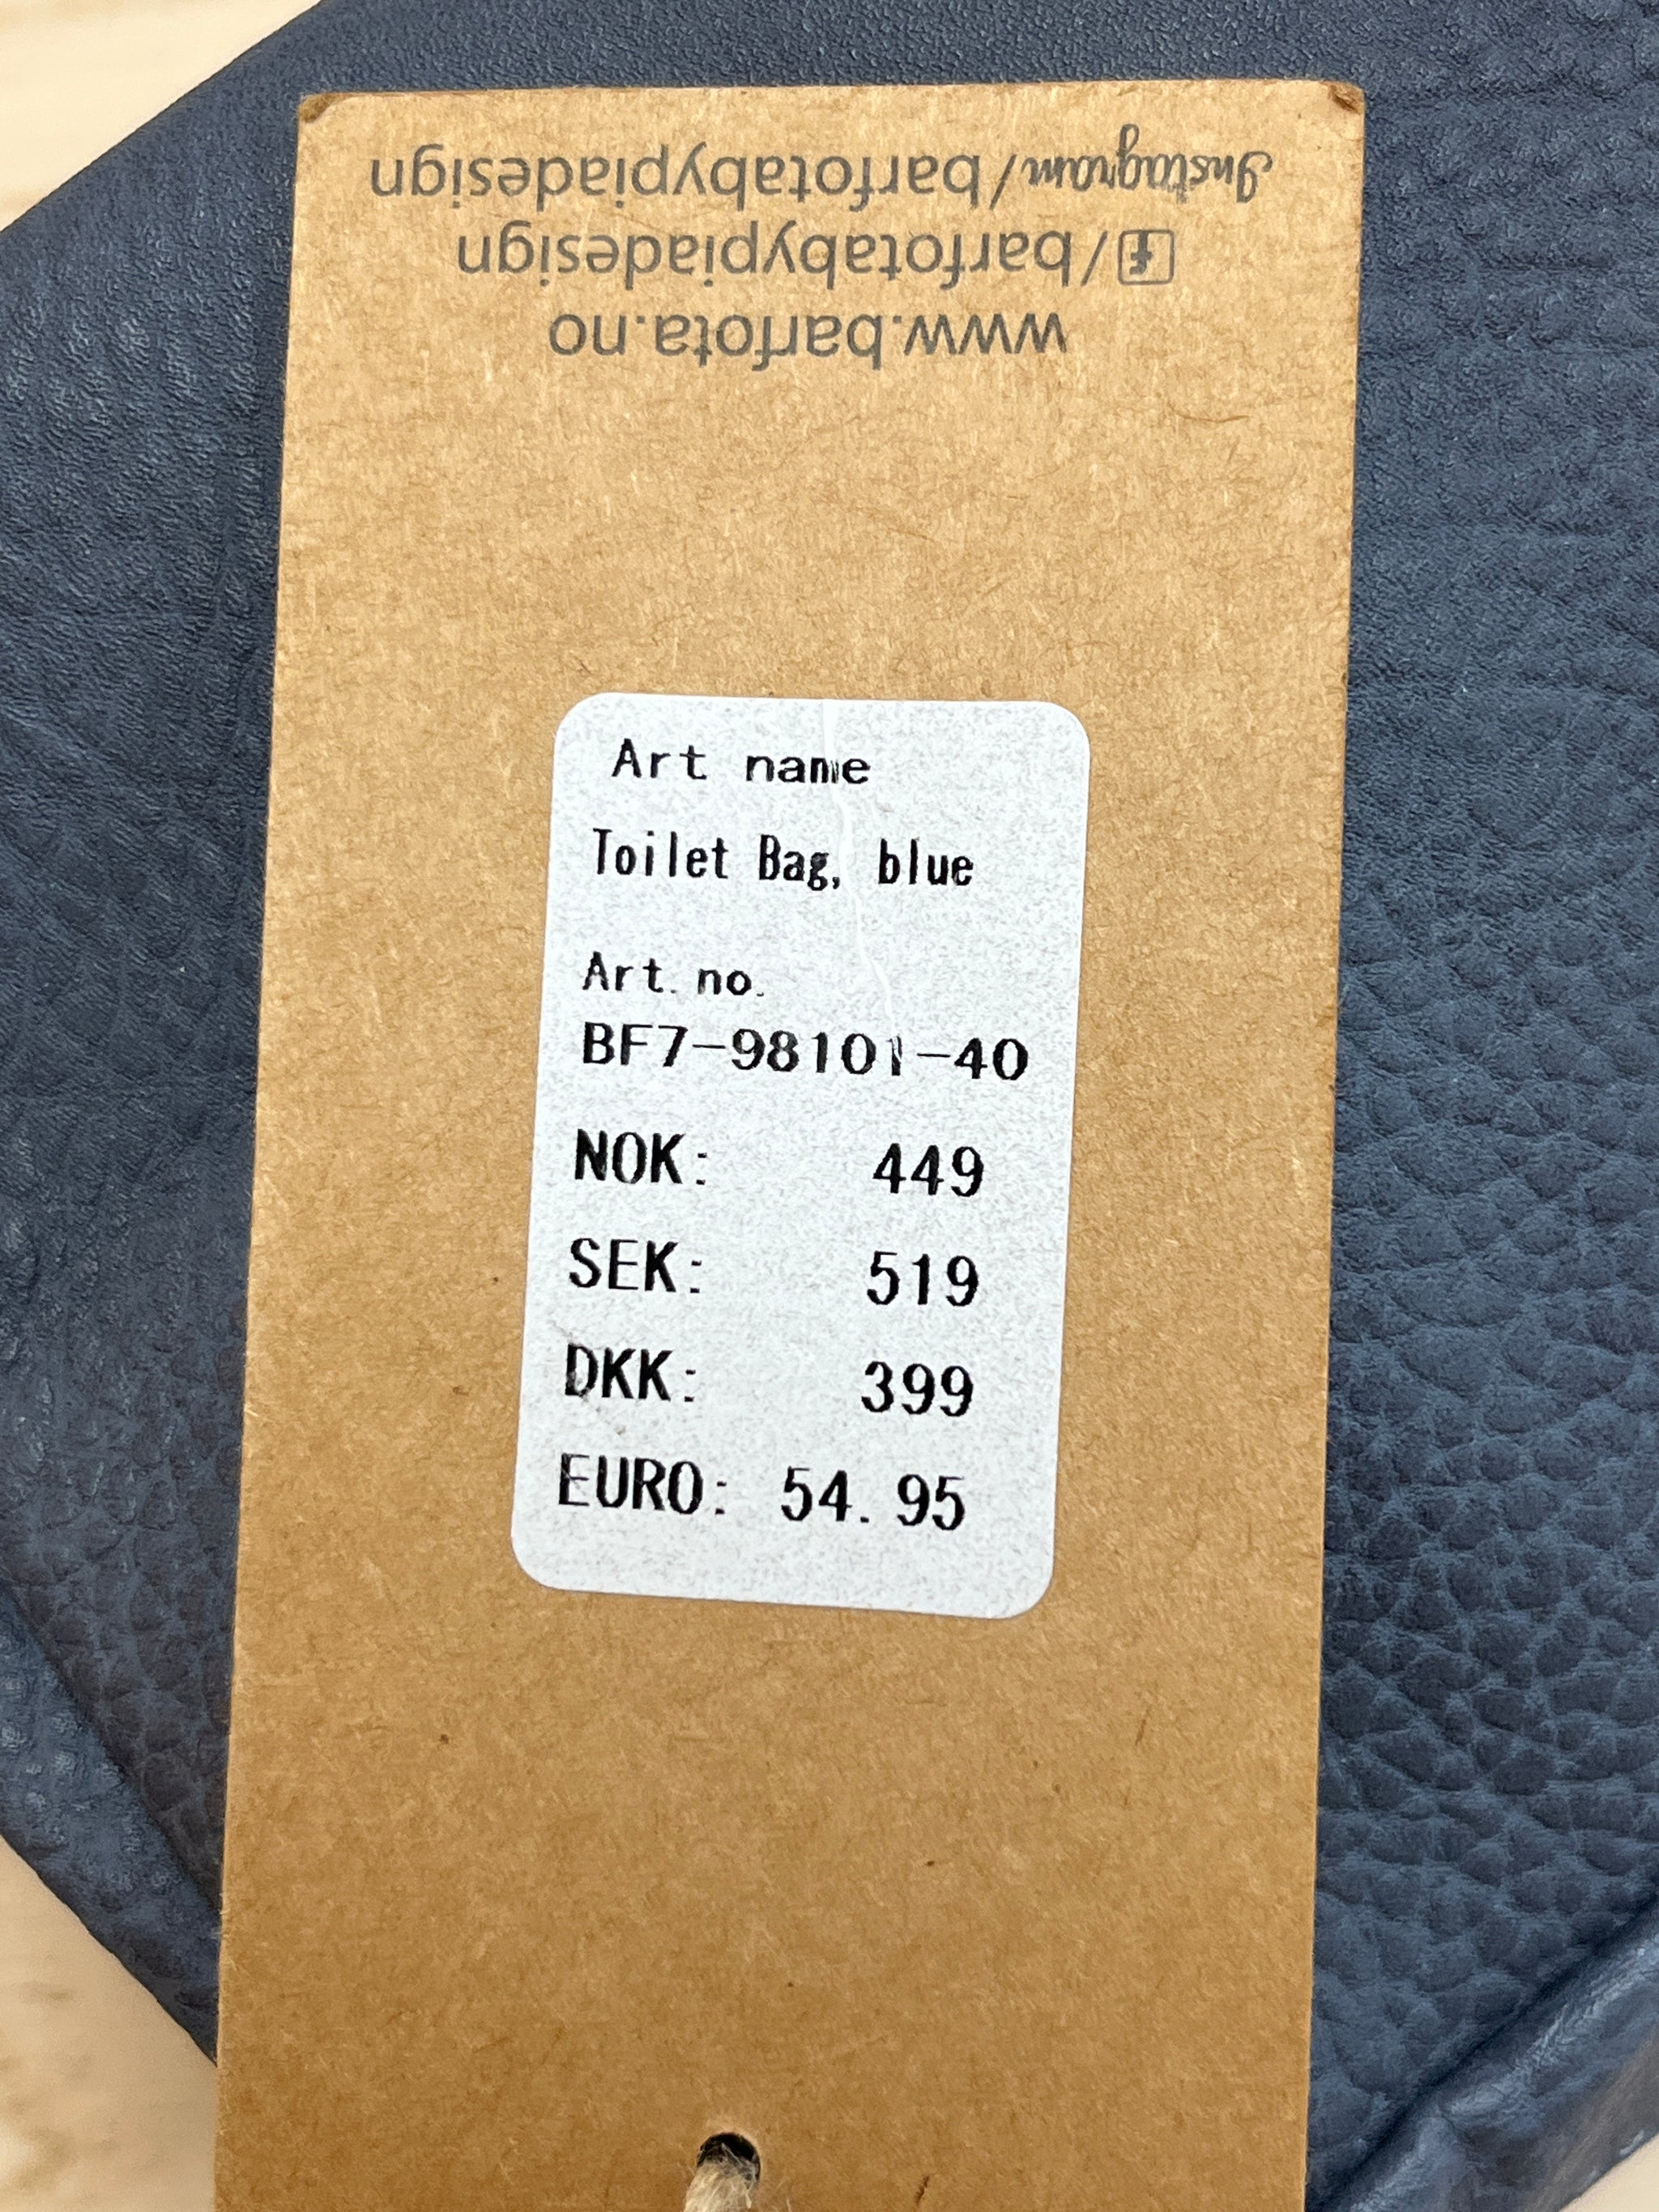 Instagram/barfotabypiadesign
f/barfotabypiadesign
www.barfota.no
Art name
Toilet Bag, blue
Art. no.
BF7-98101-40
NOK: 449
SEK: 519
DKK: 399
EURO: 54.95